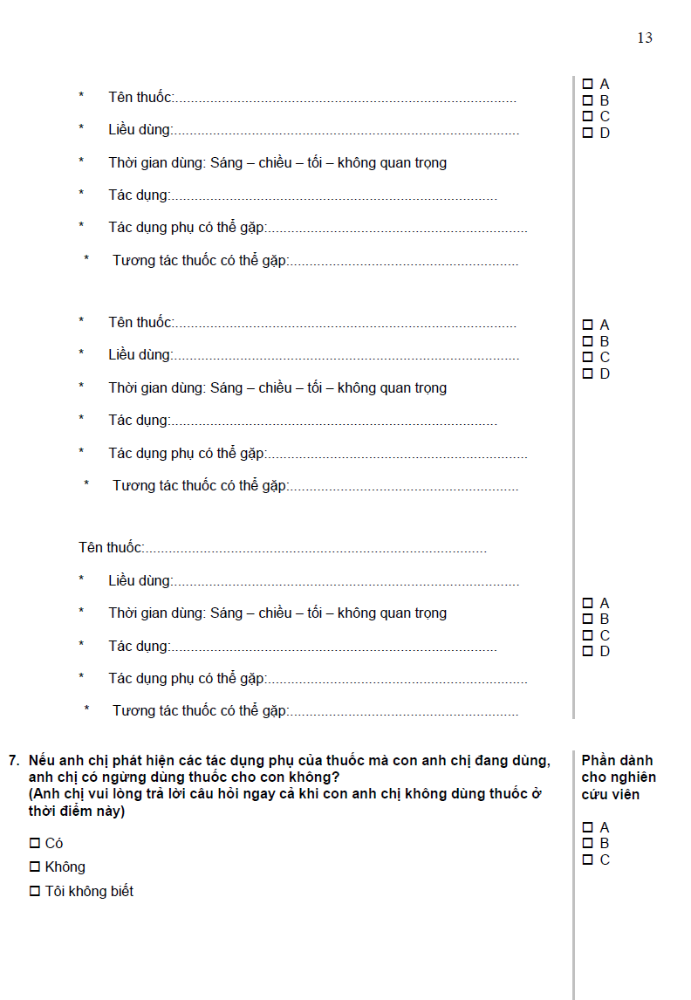 13
* Tên thuốc:........................................................................................
☐ A
☐ B
☐ C
☐ D
* Liều dùng:.........................................................................................
* Thời gian dùng: Sáng – chiều – tối – không quan trọng
* Tác dụng:....................................................................................
* Tác dụng phụ có thể gặp:...................................................................
* Tương tác thuốc có thể gặp:...........................................................
* Tên thuốc:........................................................................................
☐ A
☐ B
☐ C
☐ D
* Liều dùng:.........................................................................................
* Thời gian dùng: Sáng – chiều – tối – không quan trọng
* Tác dụng:....................................................................................
* Tác dụng phụ có thể gặp:...................................................................
* Tương tác thuốc có thể gặp:...........................................................
Tên thuốc:........................................................................................
* Liều dùng:.........................................................................................
* Thời gian dùng: Sáng – chiều – tối – không quan trọng
* Tác dụng:....................................................................................
* Tác dụng phụ có thể gặp:...................................................................
* Tương tác thuốc có thể gặp:...........................................................
☐ A
☐ B
☐ C
☐ D
7. Nếu anh chị phát hiện các tác dụng phụ của thuốc mà con anh chị đang dùng,
anh chị có ngừng dùng thuốc cho con không?
(Anh chị vui lòng trả lời câu hỏi ngay cả khi con anh chị không dùng thuốc ở
thời điểm này)
☐ Có
☐ Không
☐ Tôi không biết
Phần dành
cho nghiên
cứu viên
☐ A
☐ B
☐ C